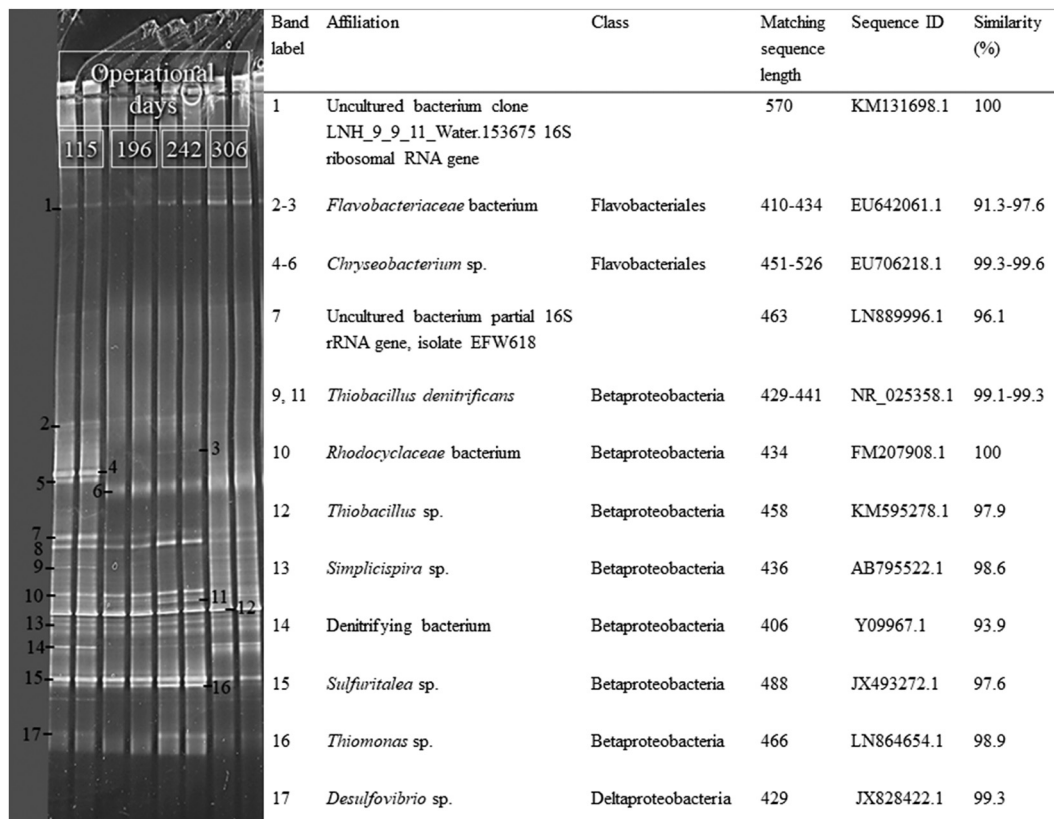 Operational
days
115 196 242 306
1
2
3
4
5
6
7
8
9
10
11
12
13
14
15
16
17
Band label Affiliation Class Matching sequence length Sequence ID Similarity (%)
1 Uncultured bacterium clone LNH_9_9_11_Water.153675 16S ribosomal RNA gene 570 KM131698.1 100
2-3 Flavobacteriaceae bacterium Flavobacteriales 410-434 EU642061.1 91.3-97.6
4-6 Chryseobacterium sp. Flavobacteriales 451-526 EU706218.1 99.3-99.6
7 Uncultured bacterium partial 16S rRNA gene, isolate EFW618 463 LN889996.1 96.1
9, 11 Thiobacillus denitrificans Betaproteobacteria 429-441 NR_025358.1 99.1-99.3
10 Rhodocyclaceae bacterium Betaproteobacteria 434 FM207908.1 100
12 Thiobacillus sp. Betaproteobacteria 458 KM595278.1 97.9
13 Simplicispira sp. Betaproteobacteria 436 AB795522.1 98.6
14 Denitrifying bacterium Betaproteobacteria 406 Y09967.1 93.9
15 Sulfuritalea sp. Betaproteobacteria 488 JX493272.1 97.6
16 Thiomonas sp. Betaproteobacteria 466 LN864654.1 98.9
17 Desulfovibrio sp. Deltaproteobacteria 429 JX828422.1 99.3